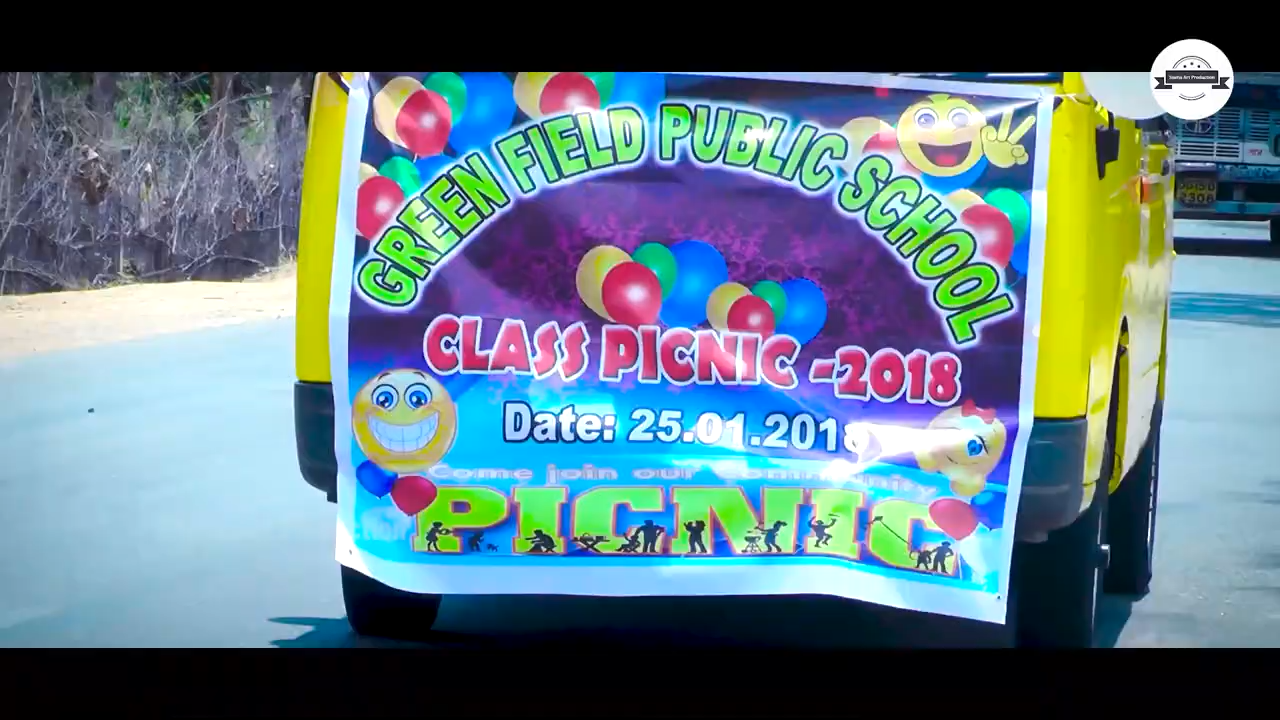 GREEN FIELD PUBLIC SCHOOL
CLASS PICNIC -2018
Date: 25.01.2018
Come join our Community
PICNIC